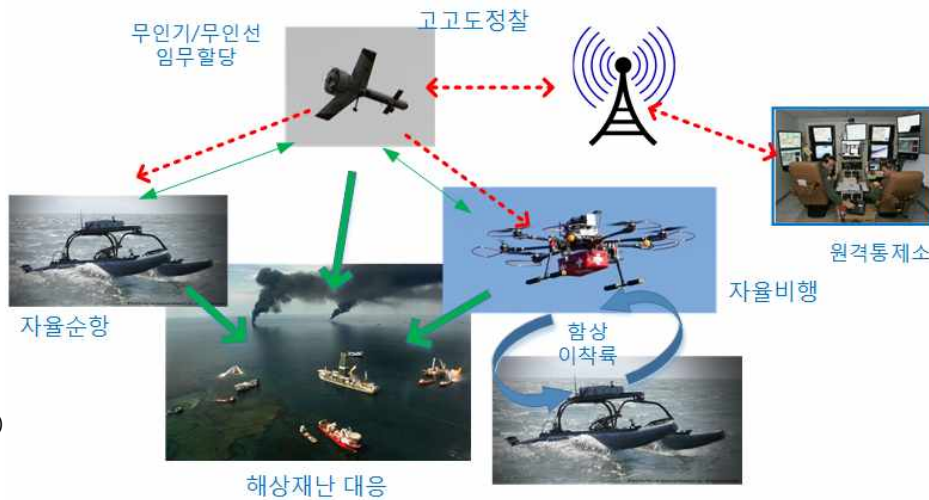 무인기/무인선
임무할당
고고도정찰
원격통제소
자율순항
자율비행
함상
이착륙
)
해상재난 대응